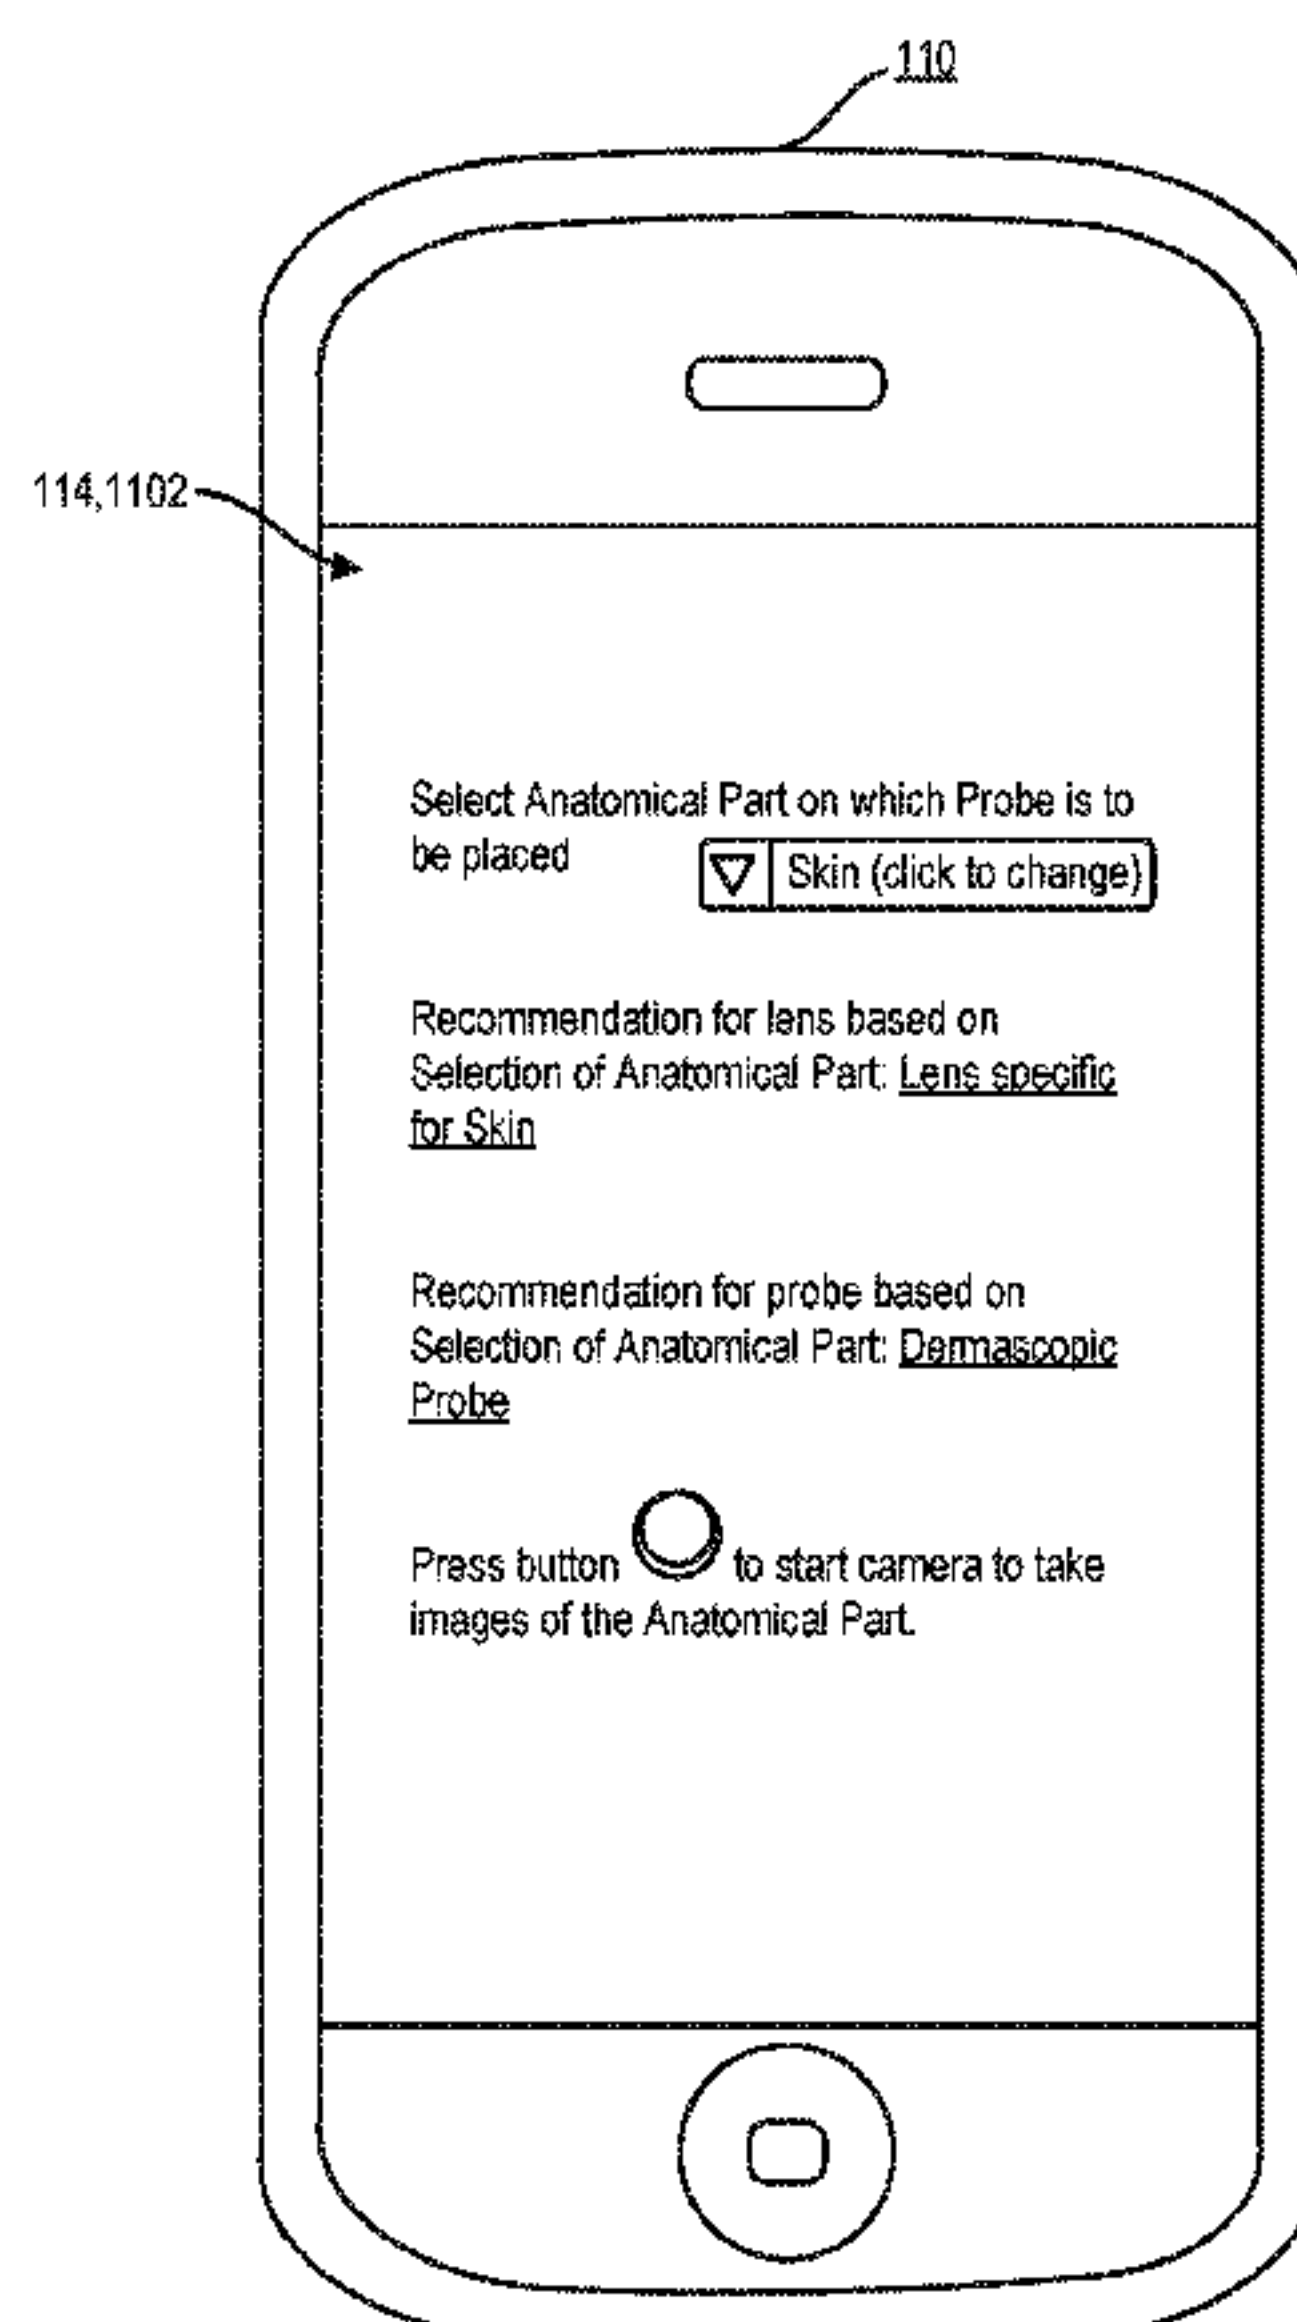 110
114,1102
Select Anatomical Part on which Probe is to
be placed
Skin (click to change)
Recommendation for lens based on
Selection of Anatomical Part: Lens specific
for Skin
Recommendation for probe based on
Selection of Anatomical Part: Dermascopic
Probe
Press button to start camera to take
images of the Anatomical Part.